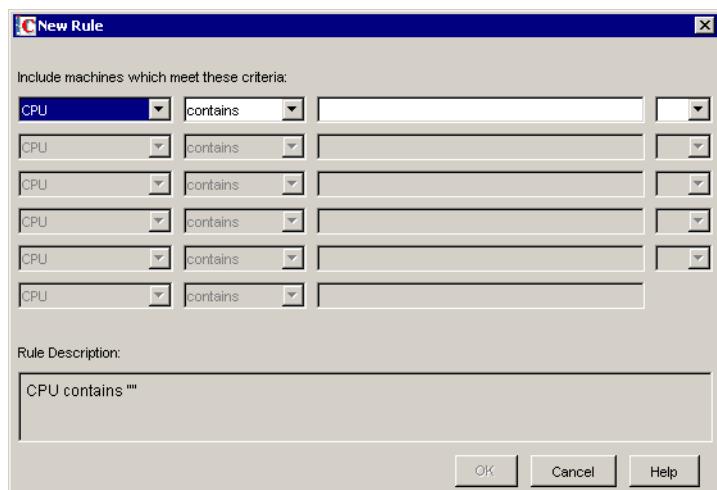 New Rule
Include machines which meet these criteria:
CPU contains
CPU contains
CPU contains
CPU contains
CPU contains
CPU contains
Rule Description:
CPU contains ""
OK Cancel Help